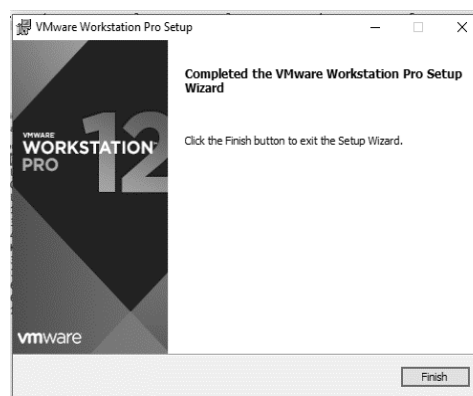 VMware Workstation Pro Setup
Completed the VMware Workstation Pro Setup
Wizard
VMWARE
WORKSTATION
PRO
12
Click the Finish button to exit the Setup Wizard.
vmware
Finish